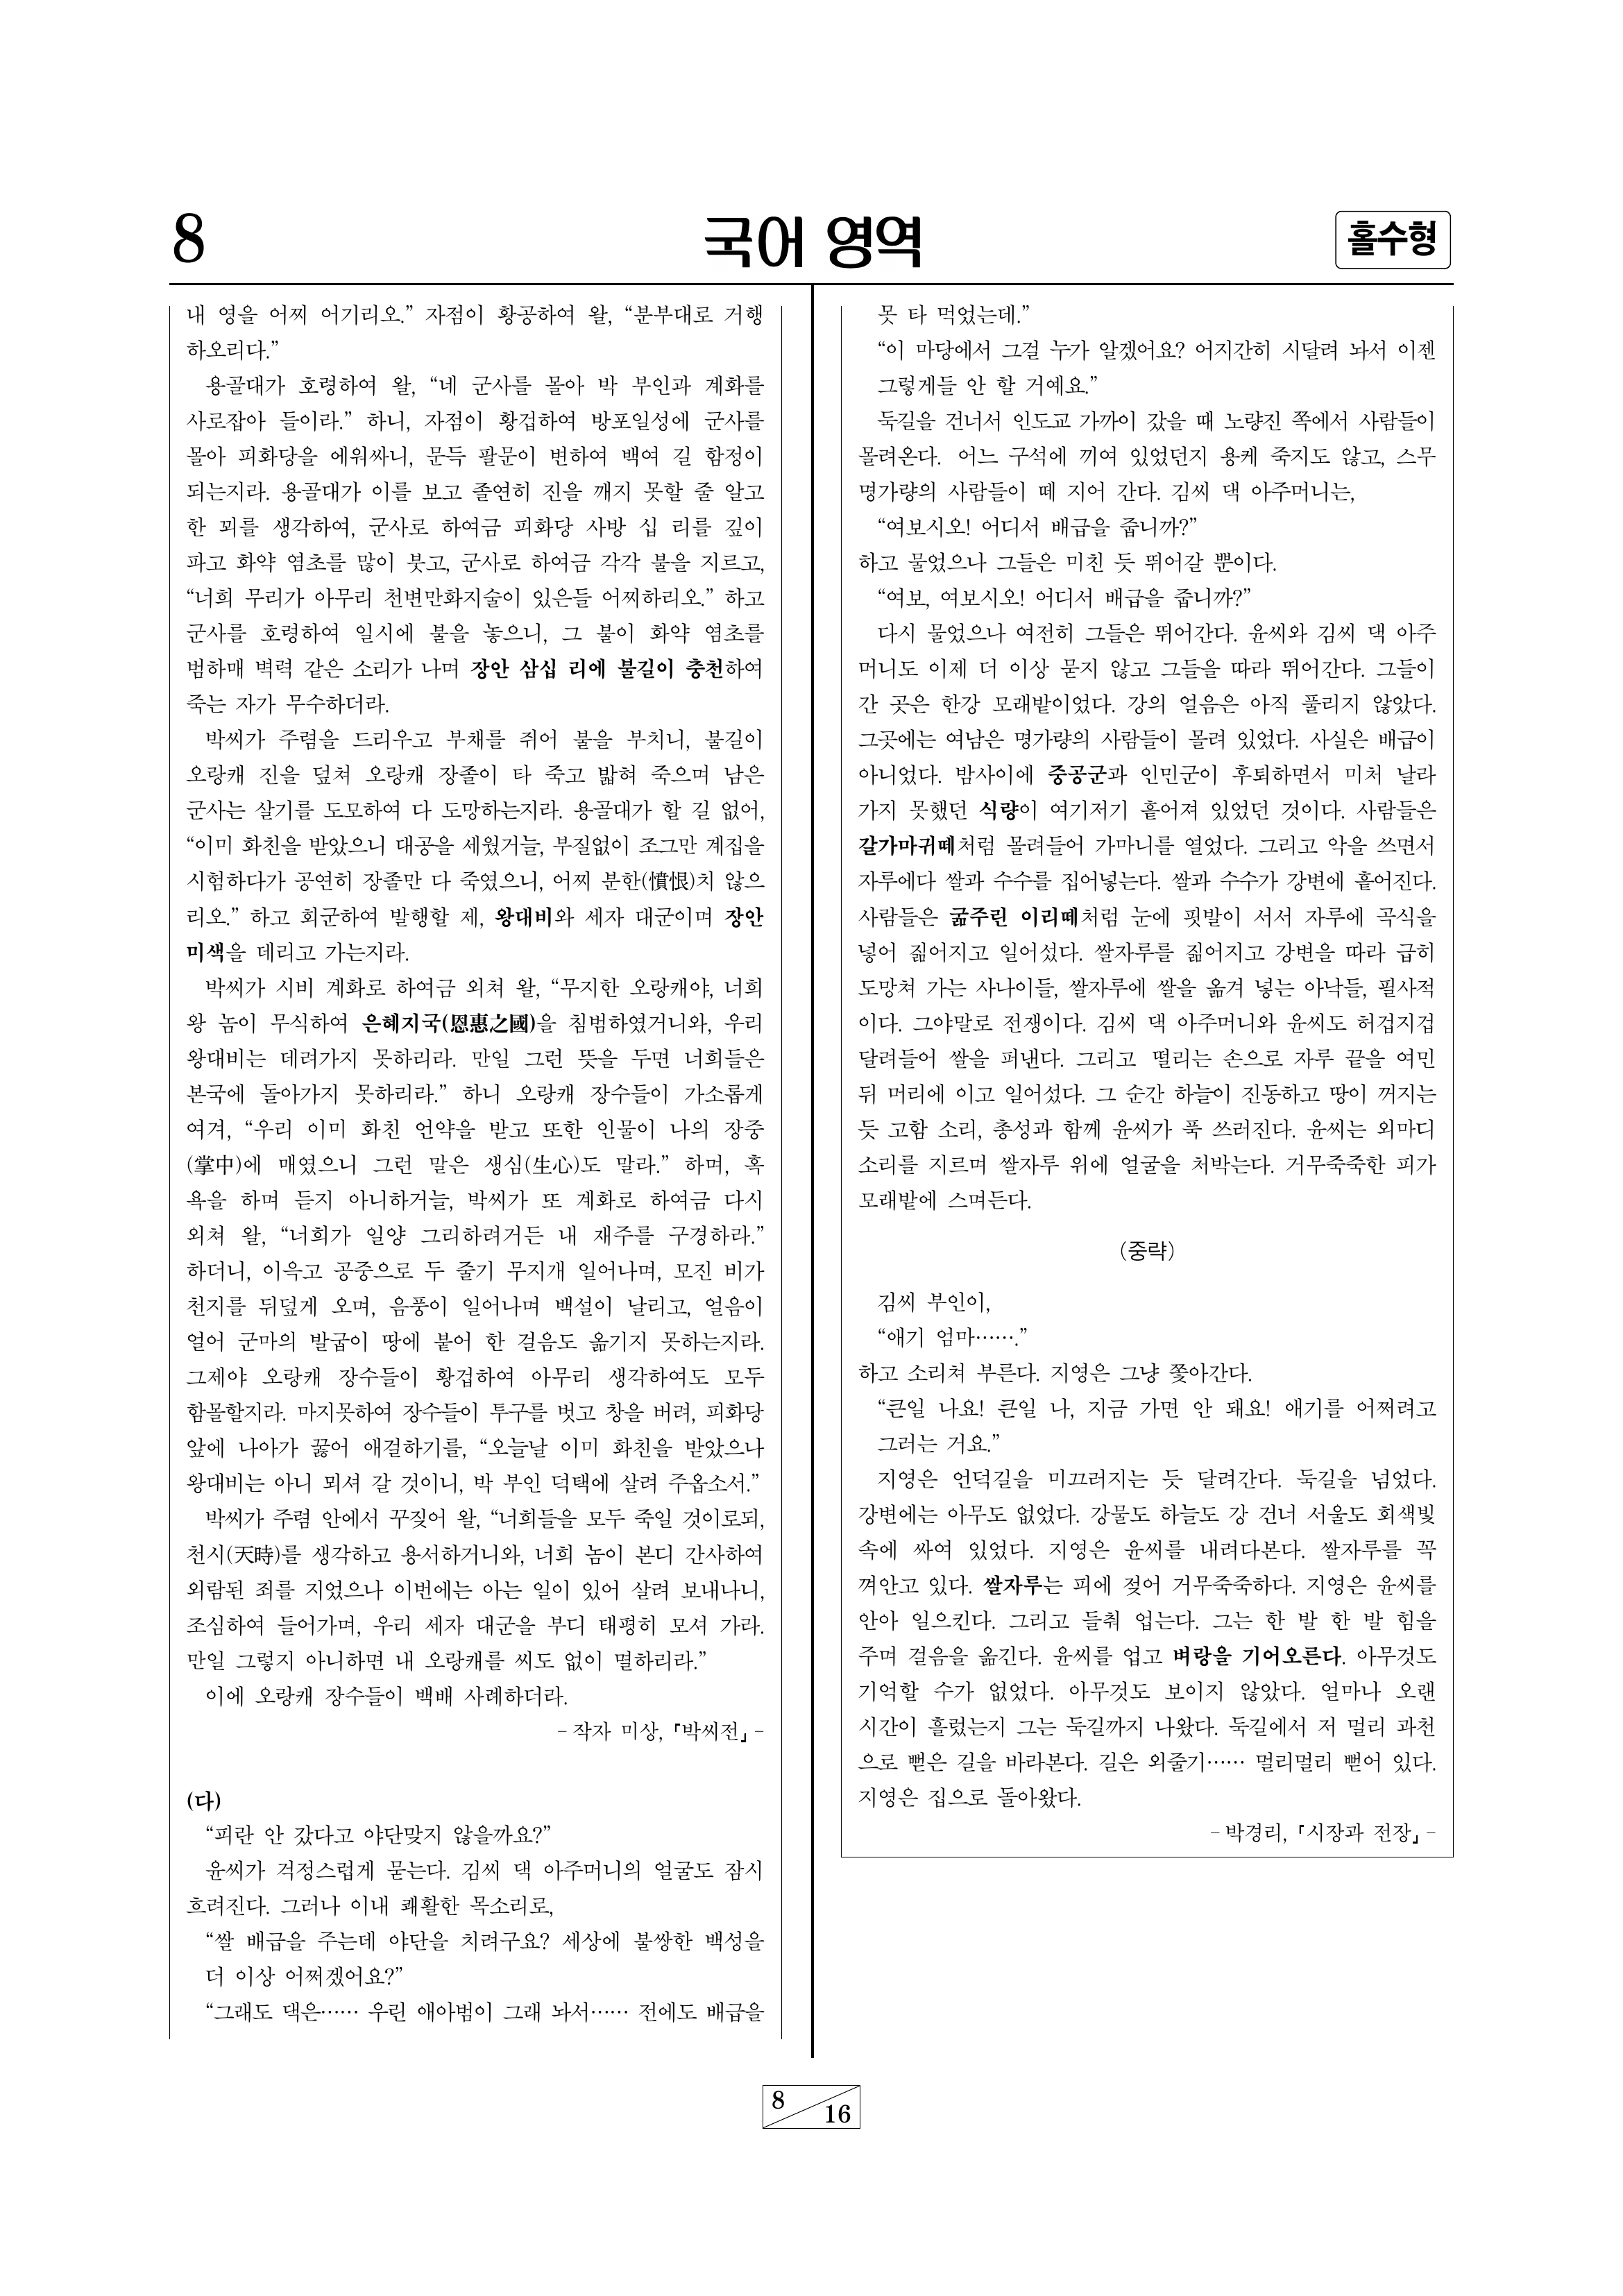 8
국어 영역
홀수형
내 영을 어찌 어기리오.” 자점이 황공하여 왈, “분부대로 거행
하오리다.”
용골대가 호령하여 왈, “네 군사를 몰아 박 부인과 계화를
사로잡아 들이라.” 하니, 자점이 황겁하여 방포일성에 군사를
몰아 피화당을 에워싸니, 문득 팔문이 변하여 백여 길 함정이
되는지라. 용골대가 이를 보고 졸연히 진을 깨지 못할 줄 알고
한 꾀를 생각하여, 군사로 하여금 피화당 사방 십 리를 깊이
파고 화약 염초를 많이 붓고, 군사로 하여금 각각 불을 지르고,
“너희 무리가 아무리 천변만화지술이 있은들 어찌하리오.” 하고
군사를 호령하여 일시에 불을 놓으니, 그 불이 화약 염초를
범하매 벽력 같은 소리가 나며 장안 삼십 리에 불길이 충천하여
죽는 자가 무수하더라.
박씨가 주렴을 드리우고 부채를 쥐어 불을 부치니, 불길이
오랑캐 진을 덮쳐 오랑캐 장졸이 타 죽고 밟혀 죽으며 남은
군사는 살기를 도모하여 다 도망하는지라. 용골대가 할 길 없어,
“이미 화친을 받았으니 대공을 세웠거늘, 부질없이 조그만 계집을
시험하다가 공연히 장졸만 다 죽였으니, 어찌 분한(憤恨)치 않으
리오.” 하고 회군하여 발행할 제, 왕대비와 세자 대군이며 장안
미색을 데리고 가는지라.
박씨가 시비 계화로 하여금 외쳐 왈, “무지한 오랑캐야, 너희
왕 놈이 무식하여 은혜지국(恩惠之國)을 침범하였거니와, 우리
왕대비는 데려가지 못하리라. 만일 그런 뜻을 두면 너희들은
본국에 돌아가지 못하리라.” 하니 오랑캐 장수들이 가소롭게
여겨, “우리 이미 화친 언약을 받고 또한 인물이 나의 장중
(掌中)에 매였으니 그런 말은 생심(生心)도 말라.” 하며, 혹
욕을 하며 듣지 아니하거늘, 박씨가 또 계화로 하여금 다시
외쳐 왈, “너희가 일양 그리하려거든 내 재주를 구경하라.”
하더니, 이윽고 공중으로 두 줄기 무지개 일어나며, 모진 비가
천지를 뒤덮게 오며, 음풍이 일어나며 백설이 날리고, 얼음이
얼어 군마의 발굽이 땅에 붙어 한 걸음도 옮기지 못하는지라.
그제야 오랑캐 장수들이 황겁하여 아무리 생각하여도 모두
함몰할지라. 마지못하여 장수들이 투구를 벗고 창을 버려, 피화당
앞에 나아가 꿇어 애걸하기를, “오늘날 이미 화친을 받았으나
왕대비는 아니 뫼셔 갈 것이니, 박 부인 덕택에 살려 주옵소서.”
박씨가 주렴 안에서 꾸짖어 왈, “너희들을 모두 죽일 것이로되,
천시(天時)를 생각하고 용서하거니와, 너희 놈이 본디 간사하여
외람된 죄를 지었으나 이번에는 아는 일이 있어 살려 보내나니,
조심하여 들어가며, 우리 세자 대군을 부디 태평히 모셔 가라.
만일 그렇지 아니하면 내 오랑캐를 씨도 없이 멸하리라.”
이에 오랑캐 장수들이 백배 사례하더라.
- 작자 미상, 「박씨전」 -
(다)
“피란 안 갔다고 야단맞지 않을까요?”
윤씨가 걱정스럽게 묻는다. 김씨 댁 아주머니의 얼굴도 잠시
흐려진다. 그러나 이내 쾌활한 목소리로,
“쌀 배급을 주는데 야단을 치려구요? 세상에 불쌍한 백성을
더 이상 어쩌겠어요?”
“그래도 댁은…… 우린 애아범이 그래 놔서…… 전에도 배급을
못 타 먹었는데.”
“이 마당에서 그걸 누가 알겠어요? 어지간히 시달려 놔서 이젠
그렇게들 안 할 거예요.”
둑길을 건너서 인도교 가까이 갔을 때 노량진 쪽에서 사람들이
몰려온다. 어느 구석에 끼여 있었던지 용케 죽지도 않고, 스무
명가량의 사람들이 떼 지어 간다. 김씨 댁 아주머니는,
“여보시오! 어디서 배급을 줍니까?”
하고 물었으나 그들은 미친 듯 뛰어갈 뿐이다.
“여보, 여보시오! 어디서 배급을 줍니까?”
다시 물었으나 여전히 그들은 뛰어간다. 윤씨와 김씨 댁 아주
머니도 이제 더 이상 묻지 않고 그들을 따라 뛰어간다. 그들이
간 곳은 한강 모래밭이었다. 강의 얼음은 아직 풀리지 않았다.
그곳에는 여남은 명가량의 사람들이 몰려 있었다. 사실은 배급이
아니었다. 밤사이에 중공군과 인민군이 후퇴하면서 미처 날라
가지 못했던 식량이 여기저기 흩어져 있었던 것이다. 사람들은
갈가마귀떼처럼 몰려들어 가마니를 열었다. 그리고 악을 쓰면서
자루에다 쌀과 수수를 집어넣는다. 쌀과 수수가 강변에 흩어진다.
사람들은 굶주린 이리떼처럼 눈에 핏발이 서서 자루에 곡식을
넣어 짊어지고 일어섰다. 쌀자루를 짊어지고 강변을 따라 급히
도망쳐 가는 사나이들, 쌀자루에 쌀을 옮겨 넣는 아낙들, 필사적
이다. 그야말로 전쟁이다. 김씨 댁 아주머니와 윤씨도 허겁지겁
달려들어 쌀을 퍼낸다. 그리고 떨리는 손으로 자루 끝을 여민
뒤 머리에 이고 일어섰다. 그 순간 하늘이 진동하고 땅이 꺼지는
듯 고함 소리, 총성과 함께 윤씨가 푹 쓰러진다. 윤씨는 외마디
소리를 지르며 쌀자루 위에 얼굴을 처박는다. 거무죽죽한 피가
모래밭에 스며든다.
(중략)
김씨 부인이,
“애기 엄마…….”
하고 소리쳐 부른다. 지영은 그냥 쫓아간다.
“큰일 나요! 큰일 나, 지금 가면 안 돼요! 애기를 어쩌려고
그러는 거요.”
지영은 언덕길을 미끄러지는 듯 달려간다. 둑길을 넘었다.
강변에는 아무도 없었다. 강물도 하늘도 강 건너 서울도 회색빛
속에 싸여 있었다. 지영은 윤씨를 내려다본다. 쌀자루를 꼭
껴안고 있다. 쌀자루는 피에 젖어 거무죽죽하다. 지영은 윤씨를
안아 일으킨다. 그리고 들춰 업는다. 그는 한 발 한 발 힘을
주며 걸음을 옮긴다. 윤씨를 업고 벼랑을 기어오른다. 아무것도
기억할 수가 없었다. 아무것도 보이지 않았다. 얼마나 오랜
시간이 흘렀는지 그는 둑길까지 나왔다. 둑길에서 저 멀리 과천
으로 뻗은 길을 바라본다. 길은 외줄기…… 멀리멀리 뻗어 있다.
지영은 집으로 돌아왔다.
- 박경리, 「시장과 전장」 -
8
16